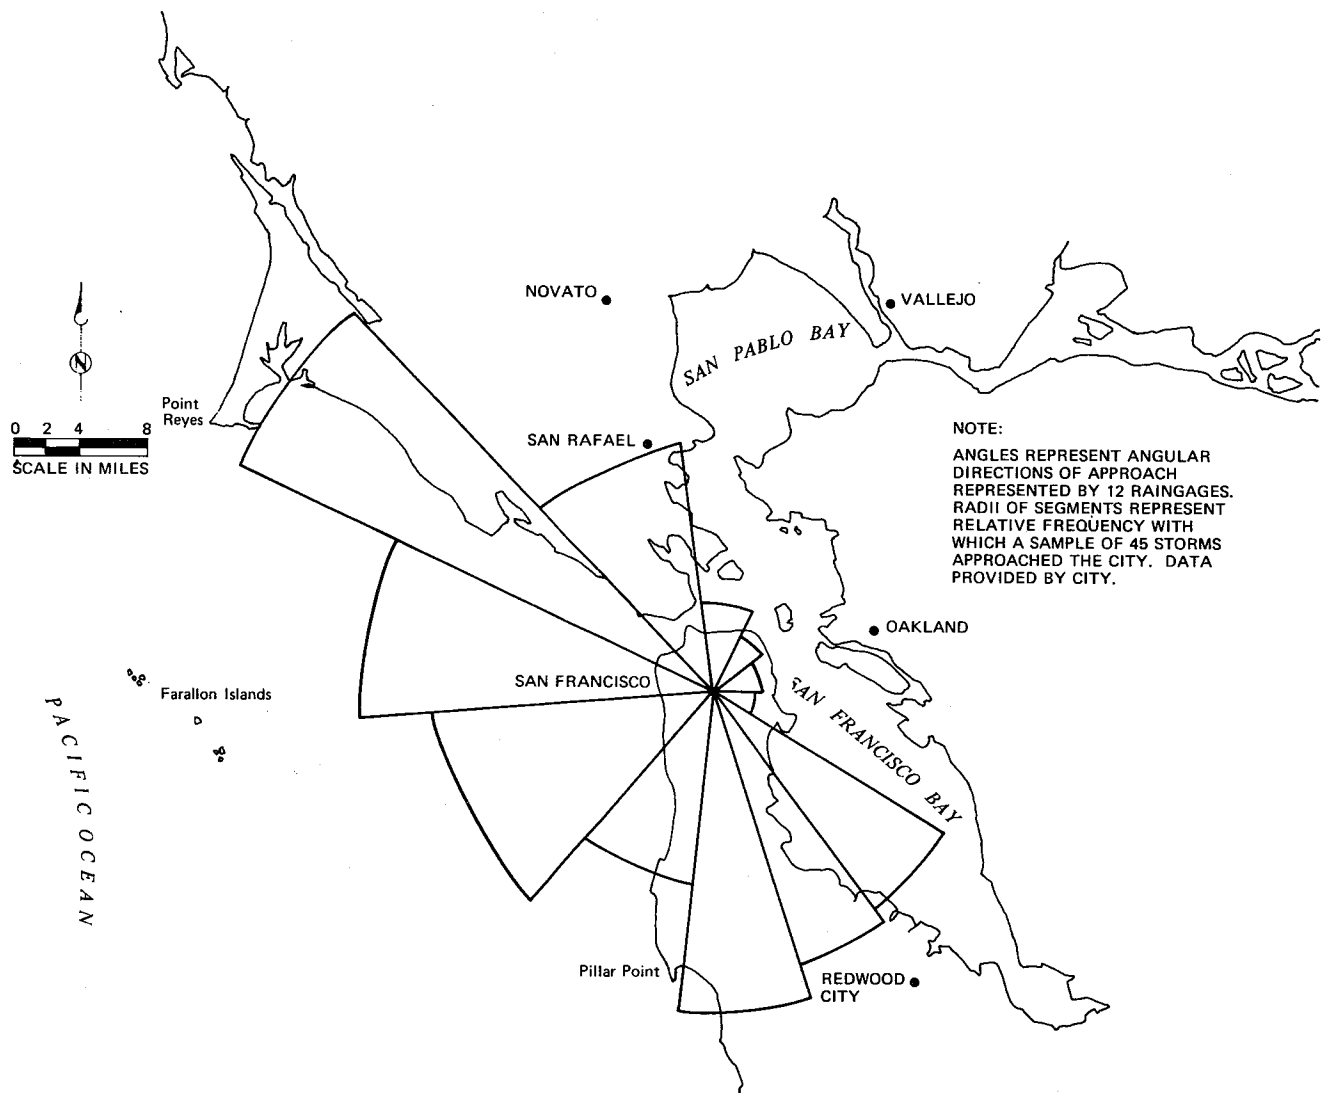 NOVATO
VALLEJO
SAN PABLO BAY
N
Point
Reyes
0 2 4 8
SCALE IN MILES
SAN RAFAEL
NOTE:
ANGLES REPRESENT ANGULAR
DIRECTIONS OF APPROACH
REPRESENTED BY 12 RAINGAGES.
RADII OF SEGMENTS REPRESENT
RELATIVE FREQUENCY WITH
WHICH A SAMPLE OF 45 STORMS
APPROACHED THE CITY. DATA
PROVIDED BY CITY.
OAKLAND
SAN FRANCISCO
Farallon Islands
SAN FRANCISCO BAY
PACIFIC OCEAN
Pillar Point
REDWOOD
CITY